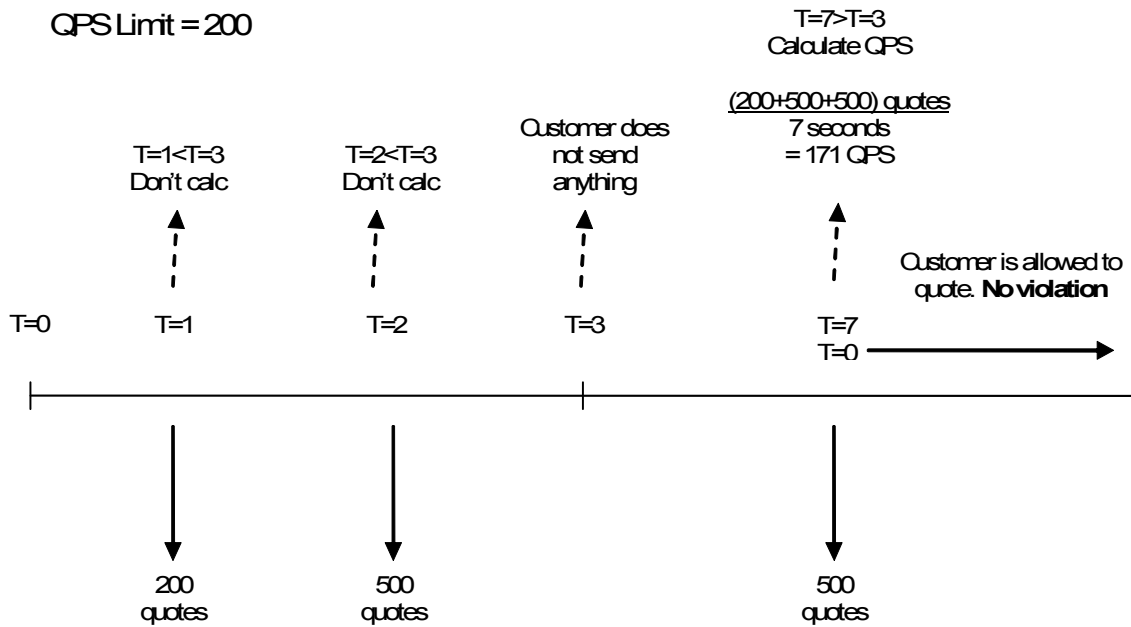 QPS Limit = 200
T=7>T=3
Calculate QPS
(200+500+500) quotes
7 seconds
= 171 QPS
Customer does
not send
anything
T=1<T=3
Don't calc
T=2<T=3
Don't calc
Customer is allowed to
quote. No violation
T=0
T=1
T=2
T=3
T=7
T=0
200
quotes
500
quotes
500
quotes